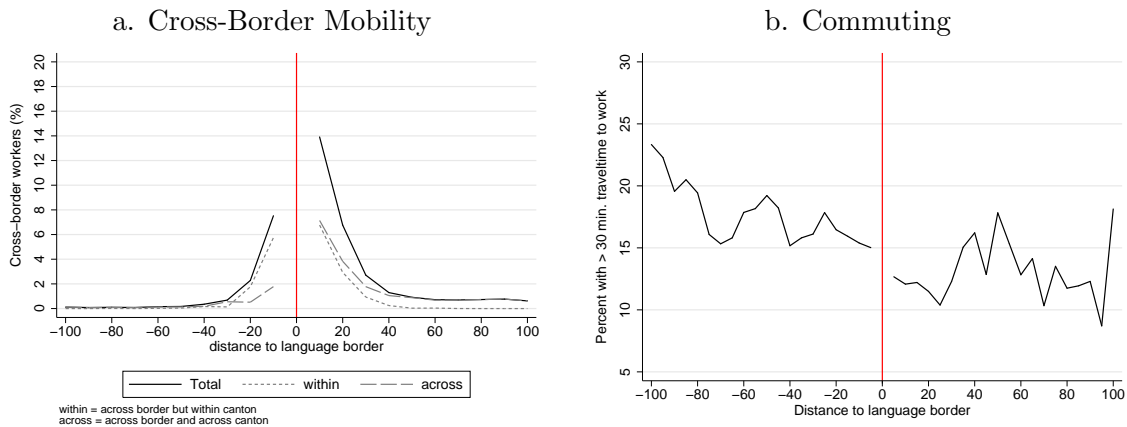 a. Cross-Border Mobility
Cross−border workers (%)
20
18
16
14
12
10
8
6
4
2
0
−100 −80 −60 −40 −20 0 20 40 60 80 100
distance to language border
Total within across
within = across border but within canton
across = across border and across canton
b. Commuting
Percent with > 30 min. traveltime to work
30
25
20
15
10
5
−100 −80 −60 −40 −20 0 20 40 60 80 100
Distance to language border